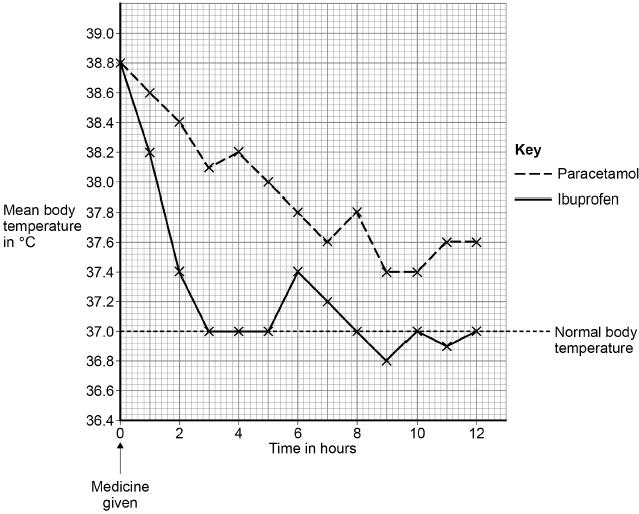 39.0
38.8
38.6
38.4
38.2
38.0
37.8
37.6
37.4
37.2
37.0
36.8
36.6
36.4
Mean body
temperature
in °C
0 2 4 6 8 10 12
Time in hours
Medicine
given
Key
Paracetamol
Ibuprofen
Normal body
temperature